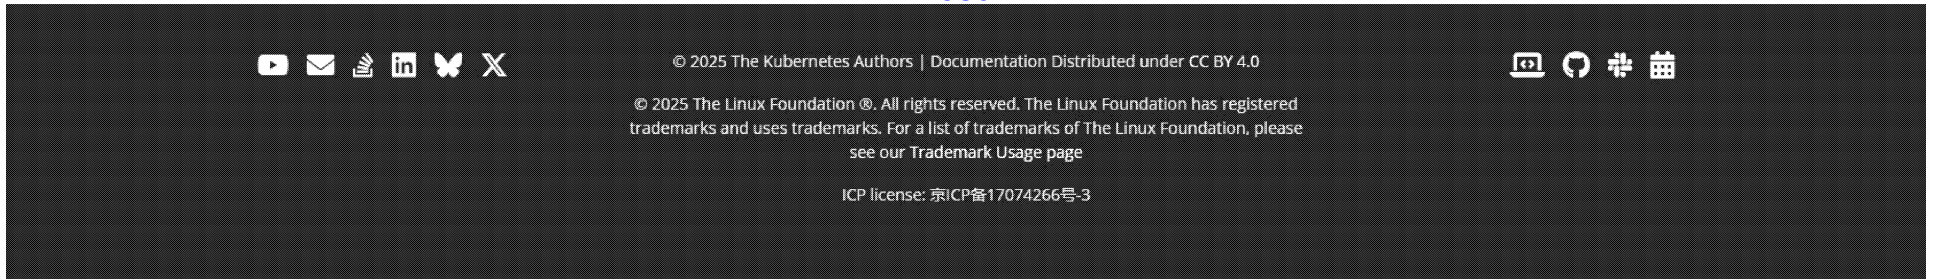 © 2025 The Kubernetes Authors | Documentation Distributed under CC BY 4.0
© 2025 The Linux Foundation ®. All rights reserved. The Linux Foundation has registered
trademarks and uses trademarks. For a list of trademarks of The Linux Foundation, please
see our Trademark Usage page
ICP license: 京ICP备17074266号-3